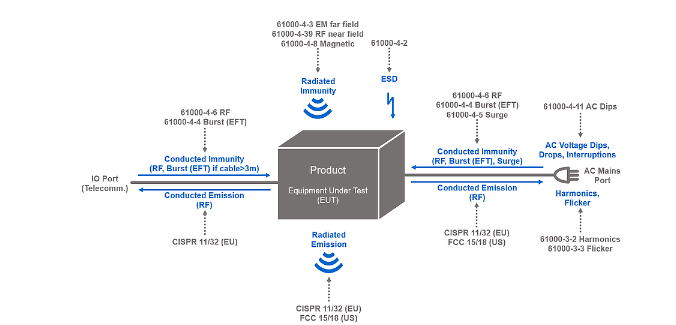 61000-4-3 EM far field
61000-4-39 RF near field
61000-4-8 Magnetic
61000-4-2
Radiated
Immunity
ESD
61000-4-6 RF
61000-4-4 Burst (EFT)
61000-4-6 RF
61000-4-4 Burst (EFT)
61000-4-5 Surge
61000-4-11 AC Dips
Conducted Immunity
(RF, Burst (EFT) if cable>3m)
Conducted Immunity
(RF, Burst (EFT), Surge)
AC Voltage Dips,
Drops, Interruptions
IO Port
(Telecomm.)
Product
Equipment Under Test
(EUT)
AC Mains
Port
Conducted Emission
(RF)
Conducted Emission
(RF)
Harmonics,
Flicker
CISPR 11/32 (EU)
Radiated
Emission
CISPR 11/32 (EU)
FCC 15/18 (US)
61000-3-2 Harmonics
61000-3-3 Flicker
CISPR 11/32 (EU)
FCC 15/18 (US)